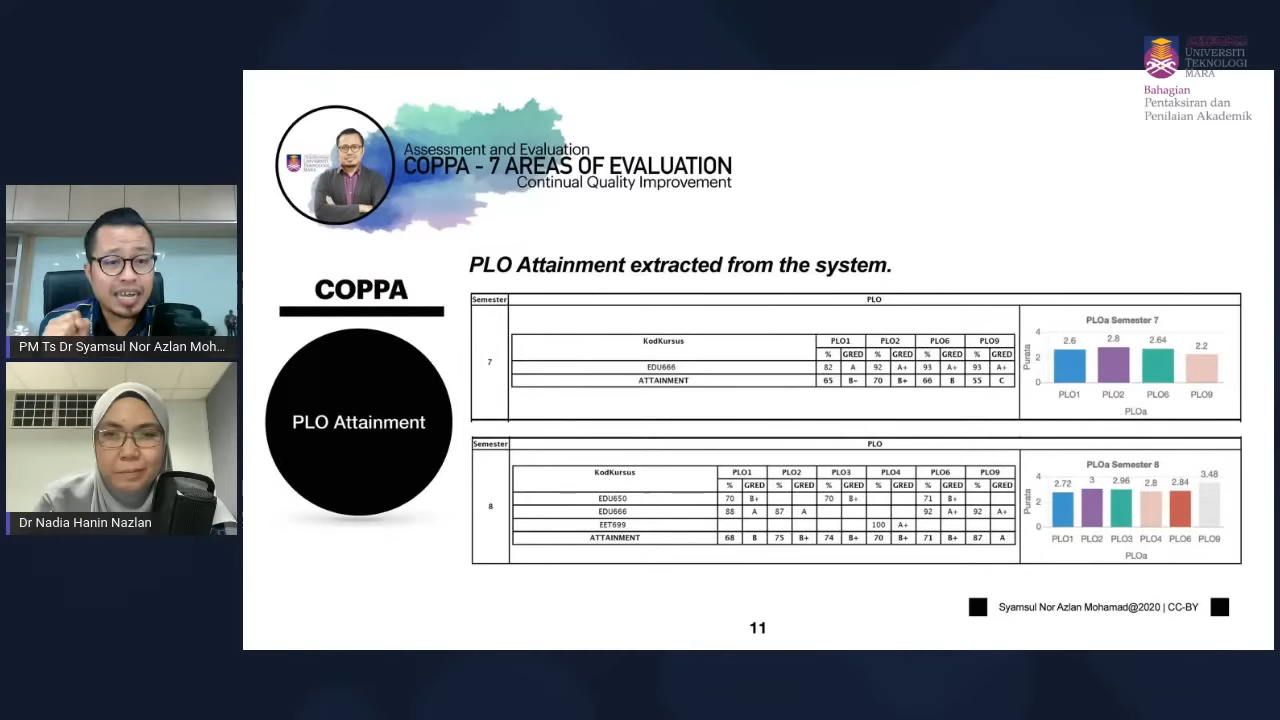 UNIVERSITI
TEKNOLOGI
MARA
Bahagian
Pentaksiran dan
Penilaian Akademik
Assessment and Evaluation
COPPA - 7 AREAS OF EVALUATION
Continual Quality Improvement
PLO Attainment extracted from the system.
COPPA
PLO Attainment
Semester PLO
7
KodKursus PLO1 PLO2 PLO6 PLO9
% GRED % GRED % GRED % GRED
EDU666 82 A 92 A+ 93 A+ 93 A+
ATTAINMENT 65 B- 70 B+ 66 B 55 C
PLOa Semester 7
Purata
4
2
0
2.6 2.8 2.64 2.2
PLO1 PLO2 PLO6 PLO9
PLOa
Semester PLO
8
KodKursus PLO1 PLO2 PLO3 PLO4 PLO6 PLO9
% GRED % GRED % GRED % GRED % GRED % GRED
EDU650 70 B+ 70 B+ 71 B+
EDU666 88 A 87 A 92 A+ 92 A+
EET699 100 A+
ATTAINMENT 68 B 75 B+ 74 B+ 70 B+ 71 B+ 87 A
PLOa Semester 8
Purata
4
2
0
2.72 3 2.96 2.8 2.84 3.48
PLO1 PLO2 PLO3 PLO4 PLO6 PLO9
PLOa
Syamsul Nor Azlan Mohamad@2020 | CC-BY
11
PM Ts Dr Syamsul Nor Azlan Moh...
Dr Nadia Hanin Nazlan